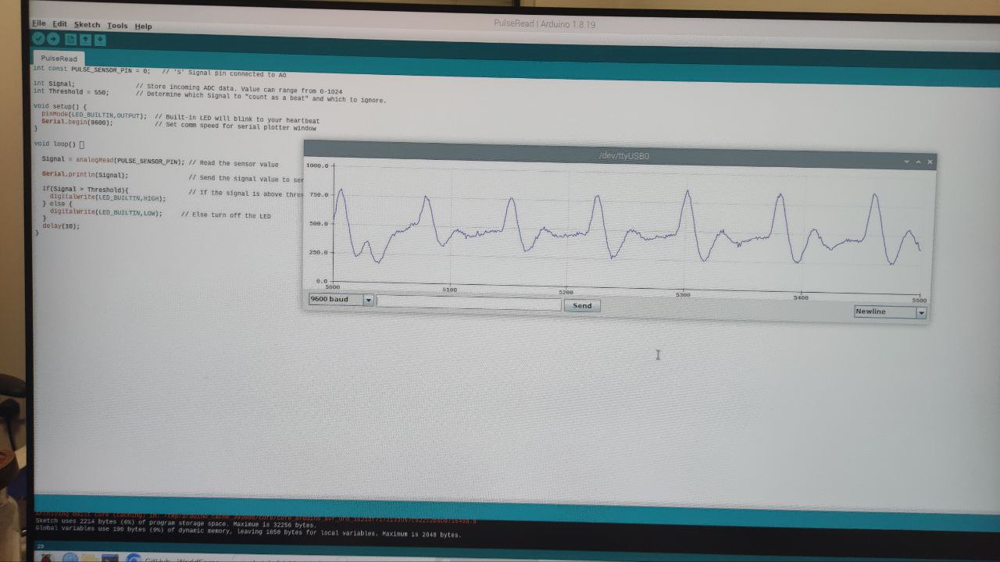 PulseRead | Arduino 1.8.19
File Edit Sketch Tools Help
PulseRead
int const PULSE_SENSOR_PIN = 0;   // 'S' Signal pin connected to A0
int Signal;                // Store incoming ADC data. Value can range from 0-1024
int Threshold = 550;       // Determine which Signal to "count as a beat" and which to ignore.
void setup() {
pinMode(LED_BUILTIN,OUTPUT);  // Built-in LED will blink to your heartbeat
Serial.begin(9600);           // Set comm speed for serial plotter window
}
void loop() {
Signal = analogRead(PULSE_SENSOR_PIN); // Read the sensor value
Serial.println(Signal);                // Send the signal value to ser
if(Signal > Threshold){                // If the signal is above thres
digitalWrite(LED_BUILTIN,HIGH);
} else {
digitalWrite(LED_BUILTIN,LOW);     // Else turn off the LED
}
delay(10);
}
/dev/ttyUSB0
1000.0
750.0
500.0
250.0
0.0
5000 5100 5200 5300 5400 5500
9600 baud Send Newline
Archiving built core (caching) in:
Sketch uses 2214 bytes (6%) of program storage space. Maximum is 32256 bytes.
Global variables use 196 bytes (9%) of dynamic memory, leaving 1658 bytes for local variables. Maximum is 2048 bytes.
23